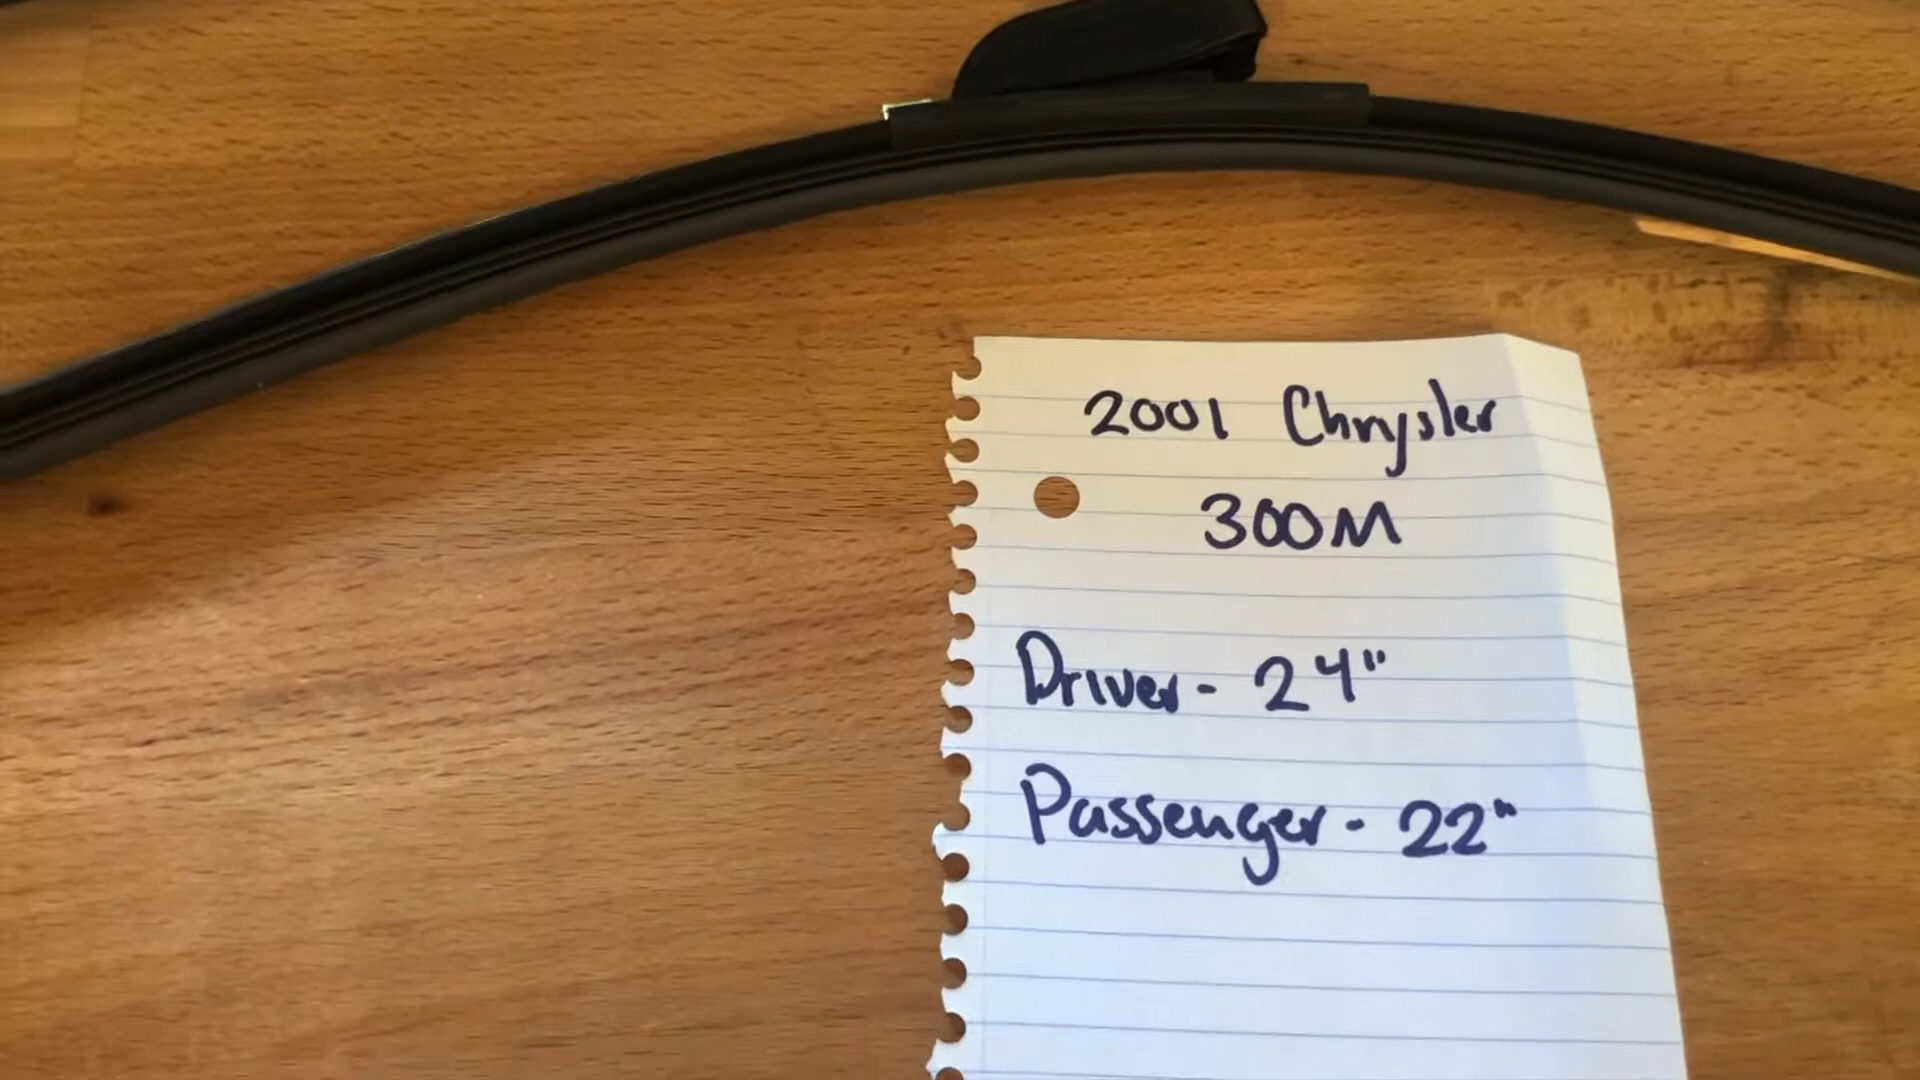 2001 Chrysler
300M
Driver - 24"
Passenger - 22"